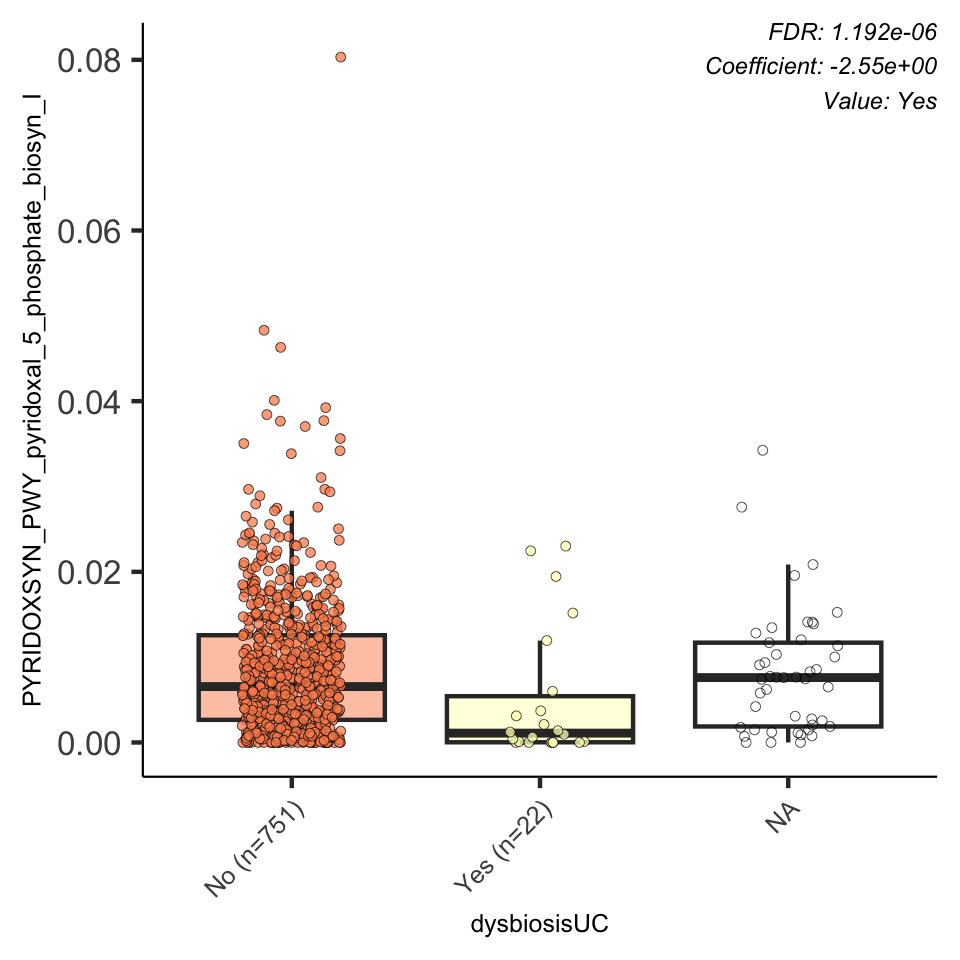 FDR: 1.192e-06
Coefficient: -2.55e+00
Value: Yes
PYRIDOXSYN_PWY_pyridoxal_5_phosphate_biosyn_I
0.08
0.06
0.04
0.02
0.00
No (n=751)
Yes (n=22)
NA
dysbiosisUC